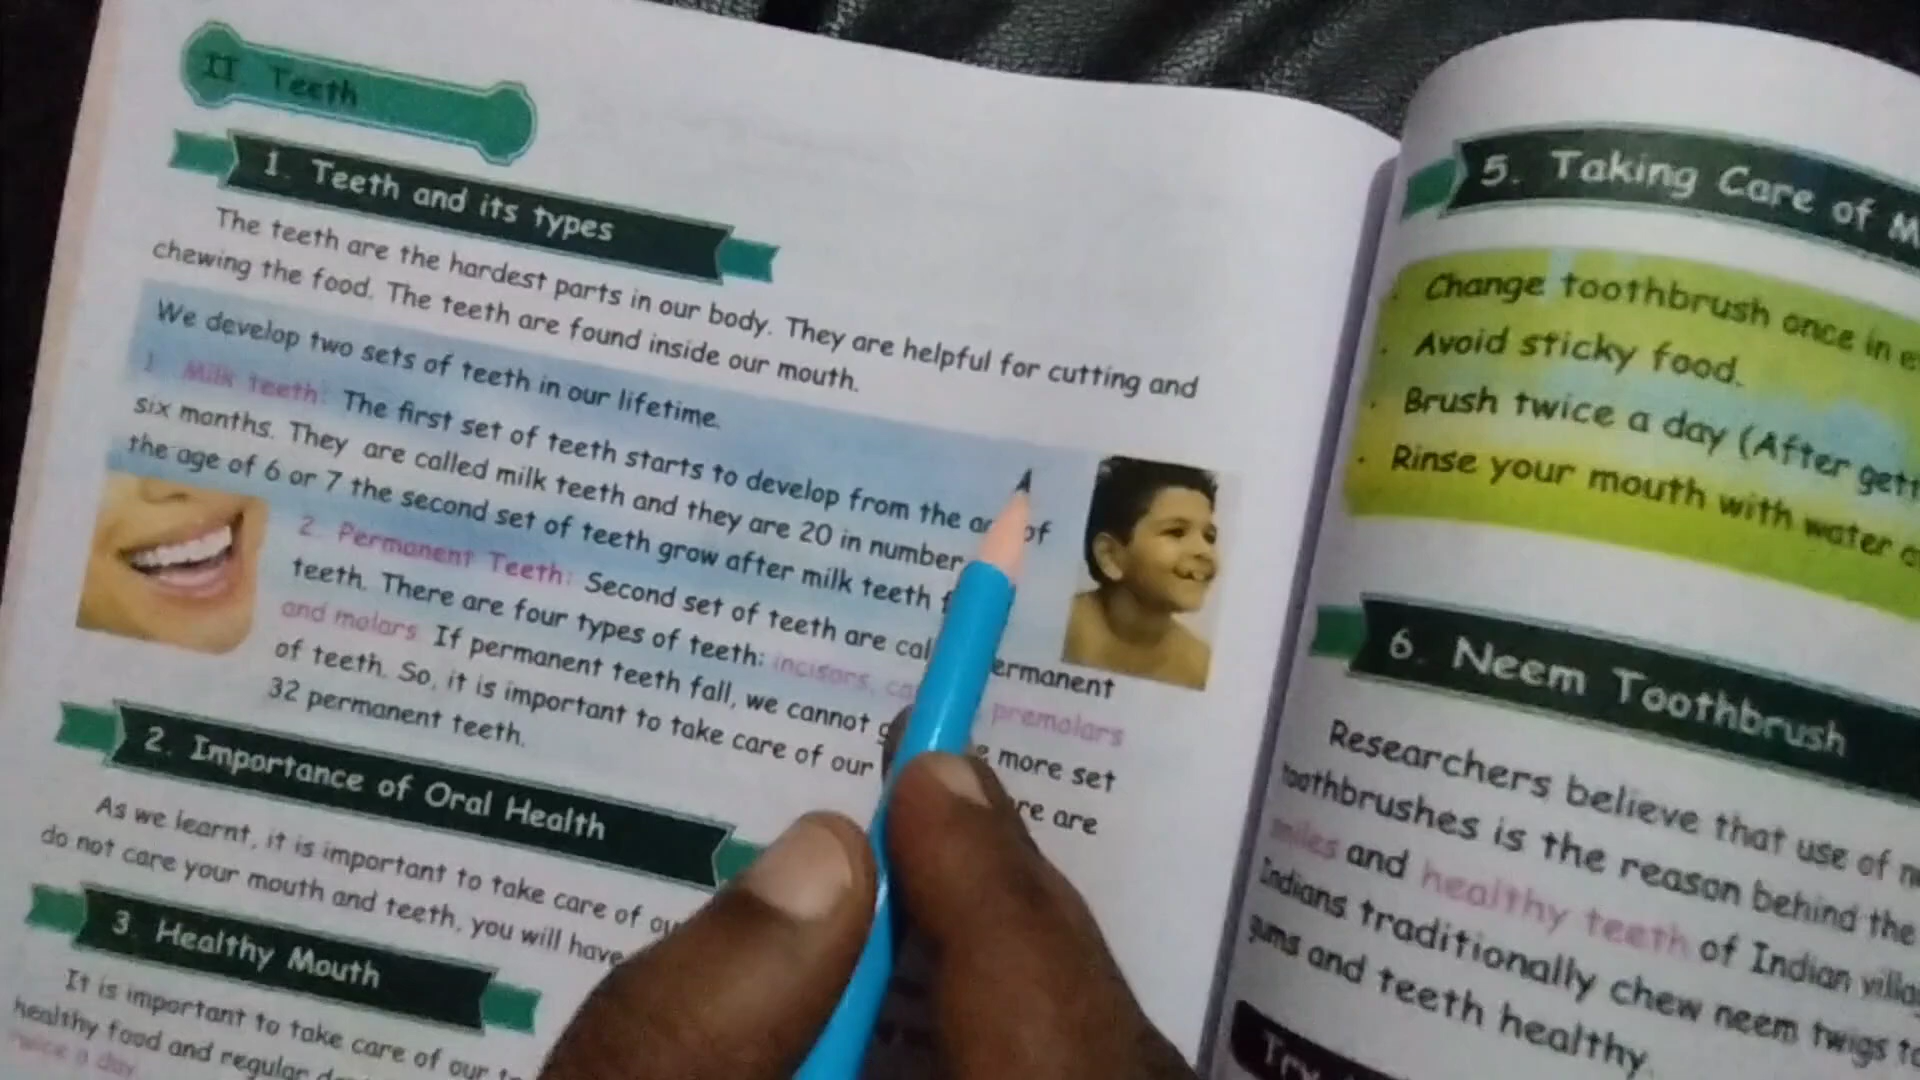 II Teeth
1. Teeth and its types
The teeth are the hardest parts in our body. They are helpful for cutting and
chewing the food. The teeth are found inside our mouth.
We develop two sets of teeth in our lifetime.
1. Milk teeth: The first set of teeth starts to develop from the of
six months. They are called milk teeth and they are 20 in number
the age of 6 or 7 the second set of teeth grow after milk teeth
2. Permanent Teeth: Second set of teeth are ermanent
teeth. There are four types of teeth: incisors, premolars
and molars If permanent teeth fall, we cannot more set
of teeth. So, it is important to take care of our are
32 permanent teeth.
2. Importance of Oral Health
As we learnt, it is important to take care of
do not care your mouth and teeth, you will have
3. Healthy Mouth
It is important to take care of our
healthy food and regular
twice a day
5. Taking Care of M
Change toothbrush once in
Avoid sticky food.
Brush twice a day (After gett
Rinse your mouth with water
6. Neem Toothbrush
Researchers believe that use of
toothbrushes is the reason behind the
smiles and healthy teeth of Indian villa
Indians traditionally chew neem twigs to
gums and teeth healthy.
Try